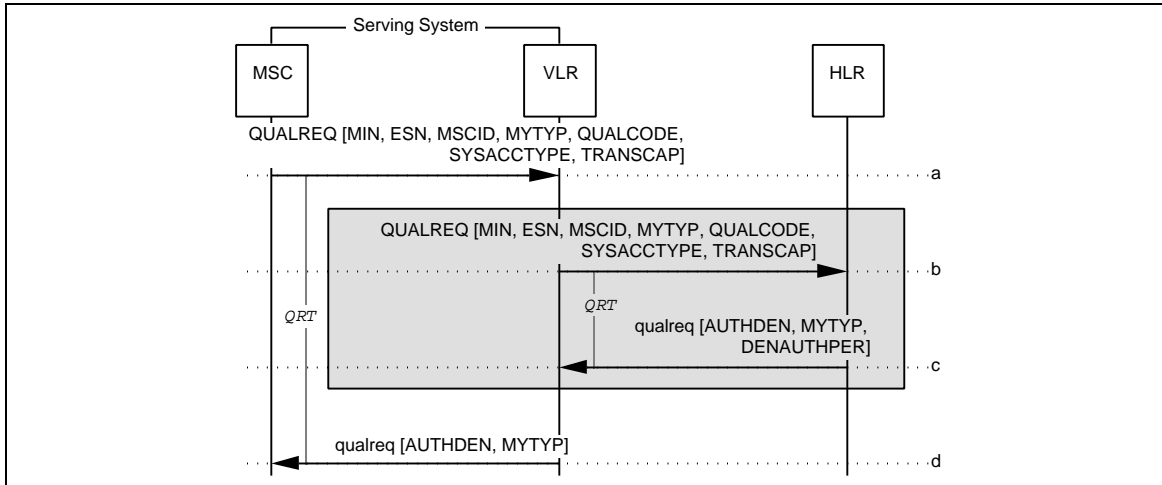 Serving System
MSC
VLR
HLR
QUALREQ [MIN, ESN, MSCID, MYTYP, QUALCODE,
SYSACCTYPE, TRANSCAP]
a
QUALREQ [MIN, ESN, MSCID, MYTYP, QUALCODE,
SYSACCTYPE, TRANSCAP]
b
QRT
QRT
qualreq [AUTHDEN, MYTYP,
DENAUTHPER]
c
qualreq [AUTHDEN, MYTYP]
d